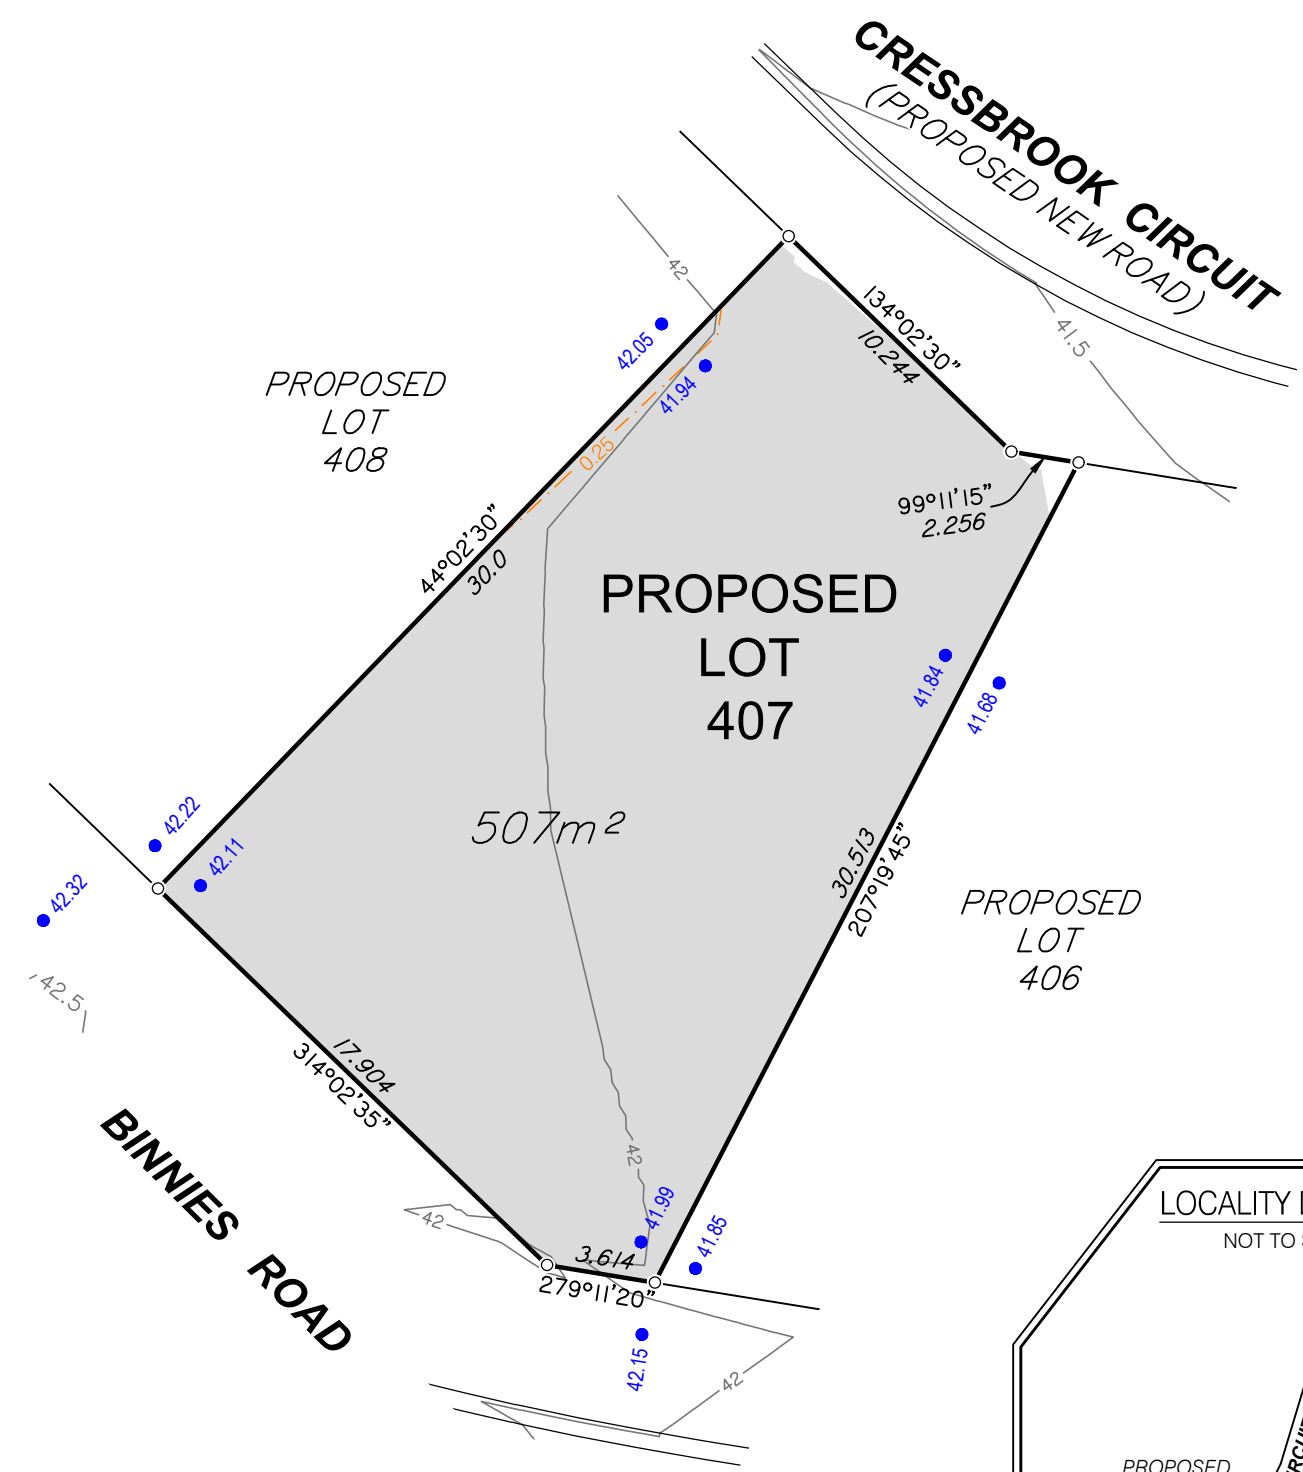 CRESSBROOK CIRCUIT
(PROPOSED NEW ROAD)
42
134°02'30"
10.244
41.5
42.05
41.94
PROPOSED
LOT
408
0.25
99°11'15"
2.256
44°02'30"
30.0
PROPOSED
LOT
407
41.84
41.68
507m²
42.22
42.11
42.32
30.513
207°19'45"
PROPOSED
LOT
406
42.5
17.904
314°02'35"
BINNIES ROAD
42
42
41.99
41.85
3.614
279°11'20"
42.15
42
LOCALITY
NOT TO
PROPOSED